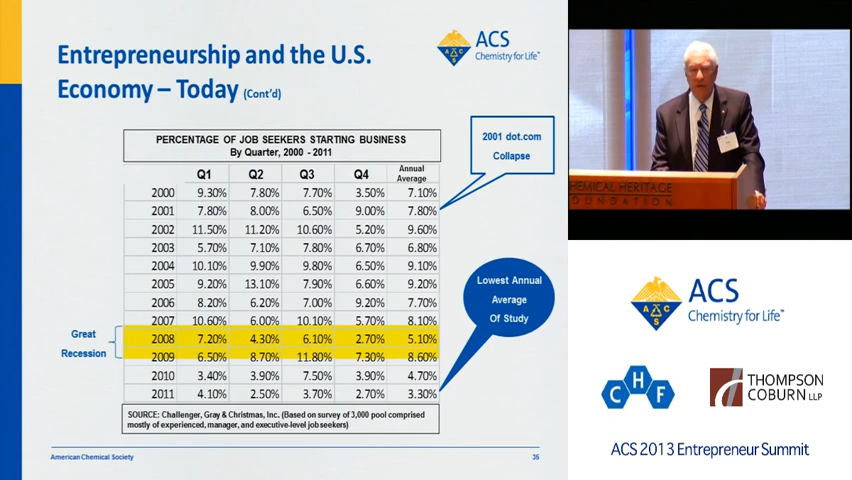 Entrepreneurship and the U.S.
Economy – Today (Cont'd)
ACS
Chemistry for Life™
PERCENTAGE OF JOB SEEKERS STARTING BUSINESS
By Quarter, 2000 - 2011
Q1 Q2 Q3 Q4 Annual Average
2000 9.30% 7.80% 7.70% 3.50% 7.10%
2001 7.80% 8.00% 6.50% 9.00% 7.80%
2002 11.50% 11.20% 10.60% 5.20% 9.60%
2003 5.70% 7.10% 7.80% 6.70% 6.80%
2004 10.10% 9.90% 9.80% 6.50% 9.10%
2005 9.20% 13.10% 7.90% 6.60% 9.20%
2006 8.20% 6.20% 7.00% 9.20% 7.70%
2007 10.60% 6.00% 10.10% 5.70% 8.10%
2008 7.20% 4.30% 6.10% 2.70% 5.10%
2009 6.50% 8.70% 11.80% 7.30% 8.60%
2010 3.40% 3.90% 7.50% 3.90% 4.70%
2011 4.10% 2.50% 3.70% 2.70% 3.30%
2001 dot.com
Collapse
Lowest Annual
Average
Of Study
Great
Recession
SOURCE: Challenger, Gray & Christmas, Inc. (Based on survey of 3,000 pool comprised
mostly of experienced, manager, and executive-level job seekers)
American Chemical Society
35
CHEMICAL HERITAGE
FOUNDATION
ACS
Chemistry for Life™
A C S
C H F
THOMPSON
COBURN LLP
ACS 2013 Entrepreneur Summit